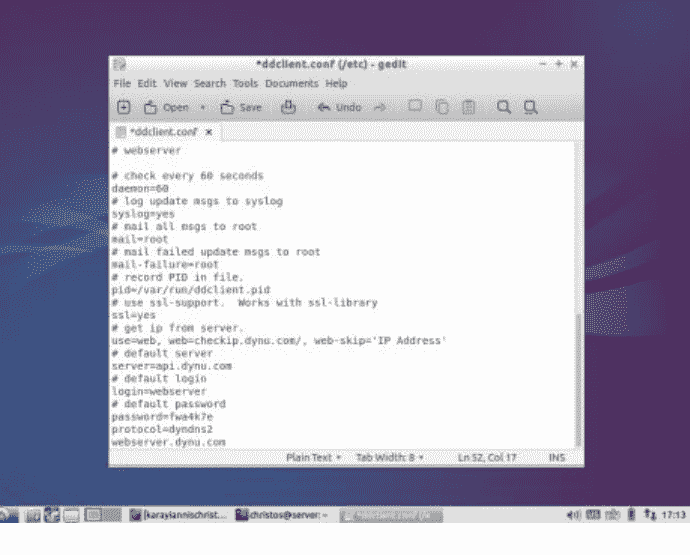 *ddclient.conf (/etc) - gedit
File Edit View Search Tools Documents Help
Open Save Undo
*ddclient.conf
# webserver
# check every 60 seconds
daemon=60
# log update msgs to syslog
syslog=yes
# mail all msgs to root
mail=root
# mail failed update msgs to root
mail-failure=root
# record PID in file.
pid=/var/run/ddclient.pid
# use ssl-support.  Works with ssl-library
ssl=yes
# get ip from server.
use=web, web=checkip.dynu.com/, web-skip='IP Address'
# default server
server=api.dynu.com
# default login
login=webserver
# default password
password=fwa4k7e
protocol=dyndns2
webserver.dynu.com
Plain Text Tab Width: 8 Ln 52, Col 17 INS
[karayiannischrist... christos@server: ~ 17:13